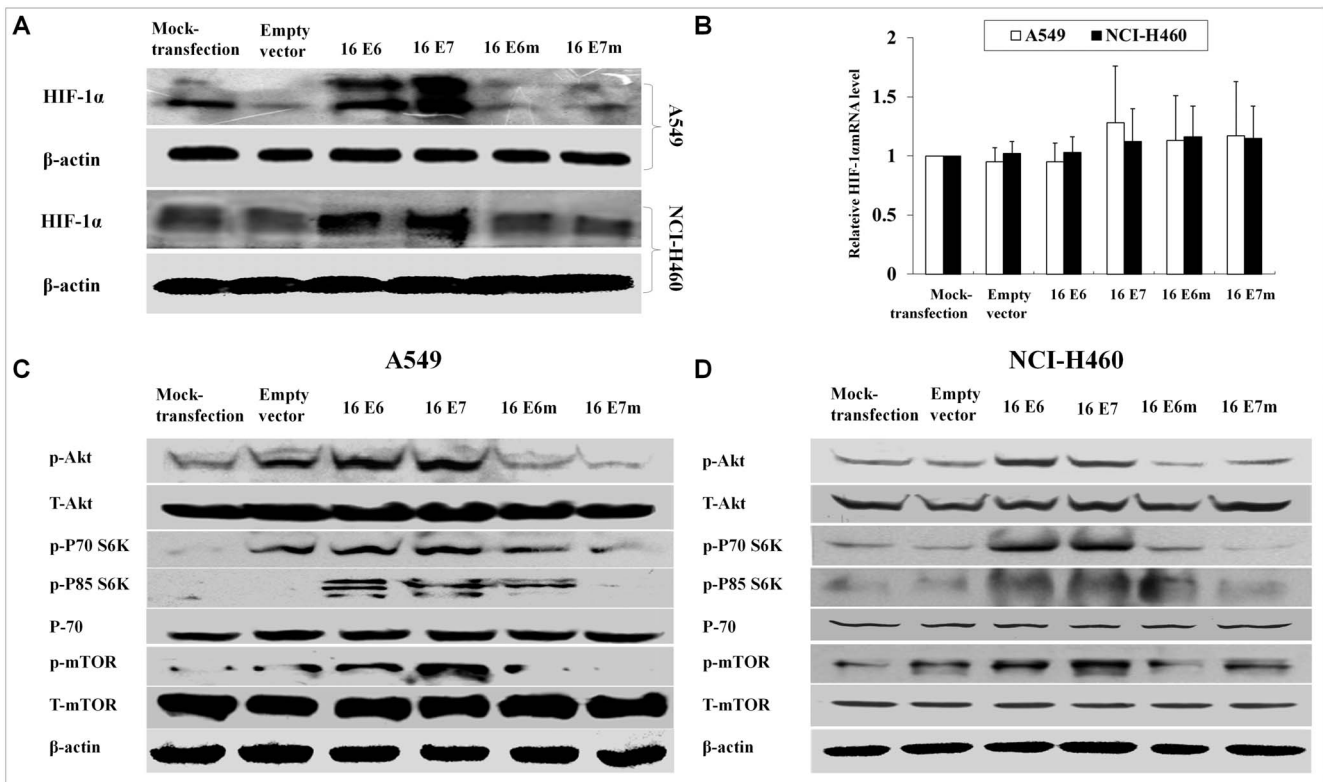 A
Mock-
transfection
Empty
vector
16 E6
16 E7
16 E6m
16 E7m
HIF-1α
β-actin
A549
HIF-1α
β-actin
NCI-H460
B
A549
NCI-H460
Relateive HIF-1αmRNA level
2
1.5
1
0.5
0
Mock-
transfection
Empty
vector
16 E6
16 E7
16 E6m
16 E7m
C
A549
Mock-
transfection
Empty
vector
16 E6
16 E7
16 E6m
16 E7m
p-Akt
T-Akt
p-P70 S6K
p-P85 S6K
P-70
p-mTOR
T-mTOR
β-actin
D
NCI-H460
Mock-
transfection
Empty
vector
16 E6
16 E7
16 E6m
16 E7m
p-Akt
T-Akt
p-P70 S6K
p-P85 S6K
P-70
p-mTOR
T-mTOR
β-actin